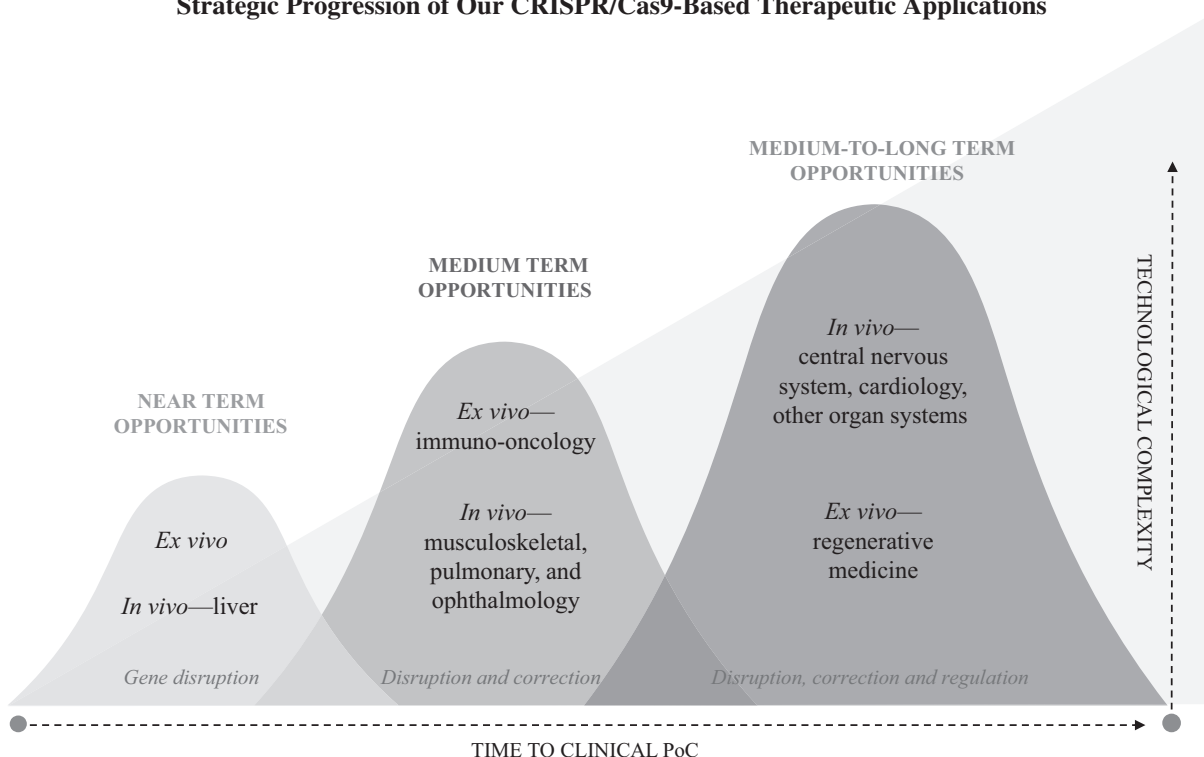 Strategic Progression of Our CRISPR/Cas9-Based Therapeutic Applications
NEAR TERM
OPPORTUNITIES
Ex vivo
In vivo—liver
Gene disruption
MEDIUM TERM
OPPORTUNITIES
Ex vivo—
immuno-oncology
In vivo—
musculoskeletal,
pulmonary, and
ophthalmology
Disruption and correction
MEDIUM-TO-LONG TERM
OPPORTUNITIES
In vivo—
central nervous
system, cardiology,
other organ systems
Ex vivo—
regenerative
medicine
Disruption, correction and regulation
TECHNOLOGICAL COMPLEXITY
TIME TO CLINICAL PoC